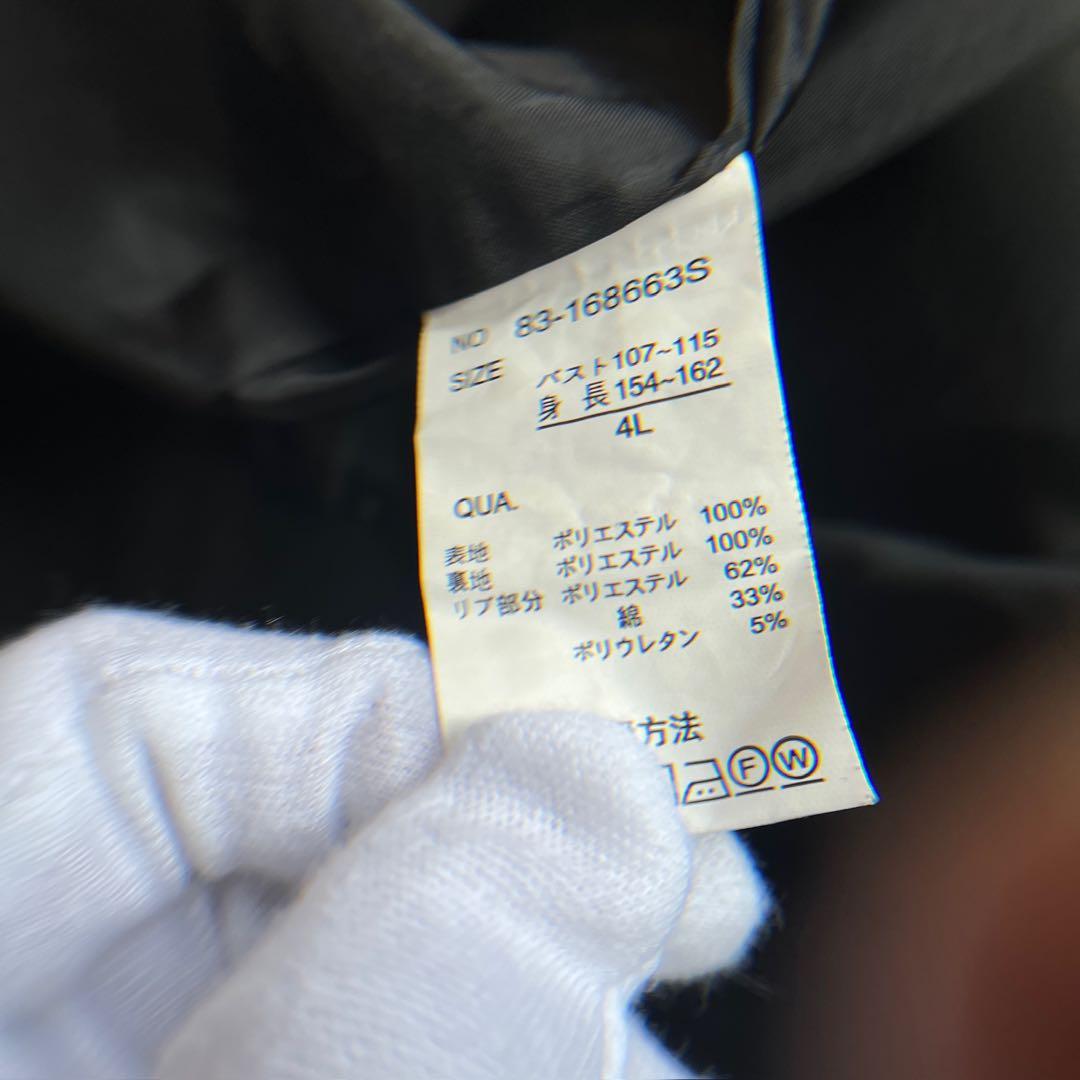 NO 83-168663S
SIZE バスト107~115
身 長154~162
4L
QUA.
表地 ポリエステル 100%
裏地 ポリエステル 100%
リブ部分 ポリエステル 62%
綿 33%
ポリウレタン 5%
方法
F W